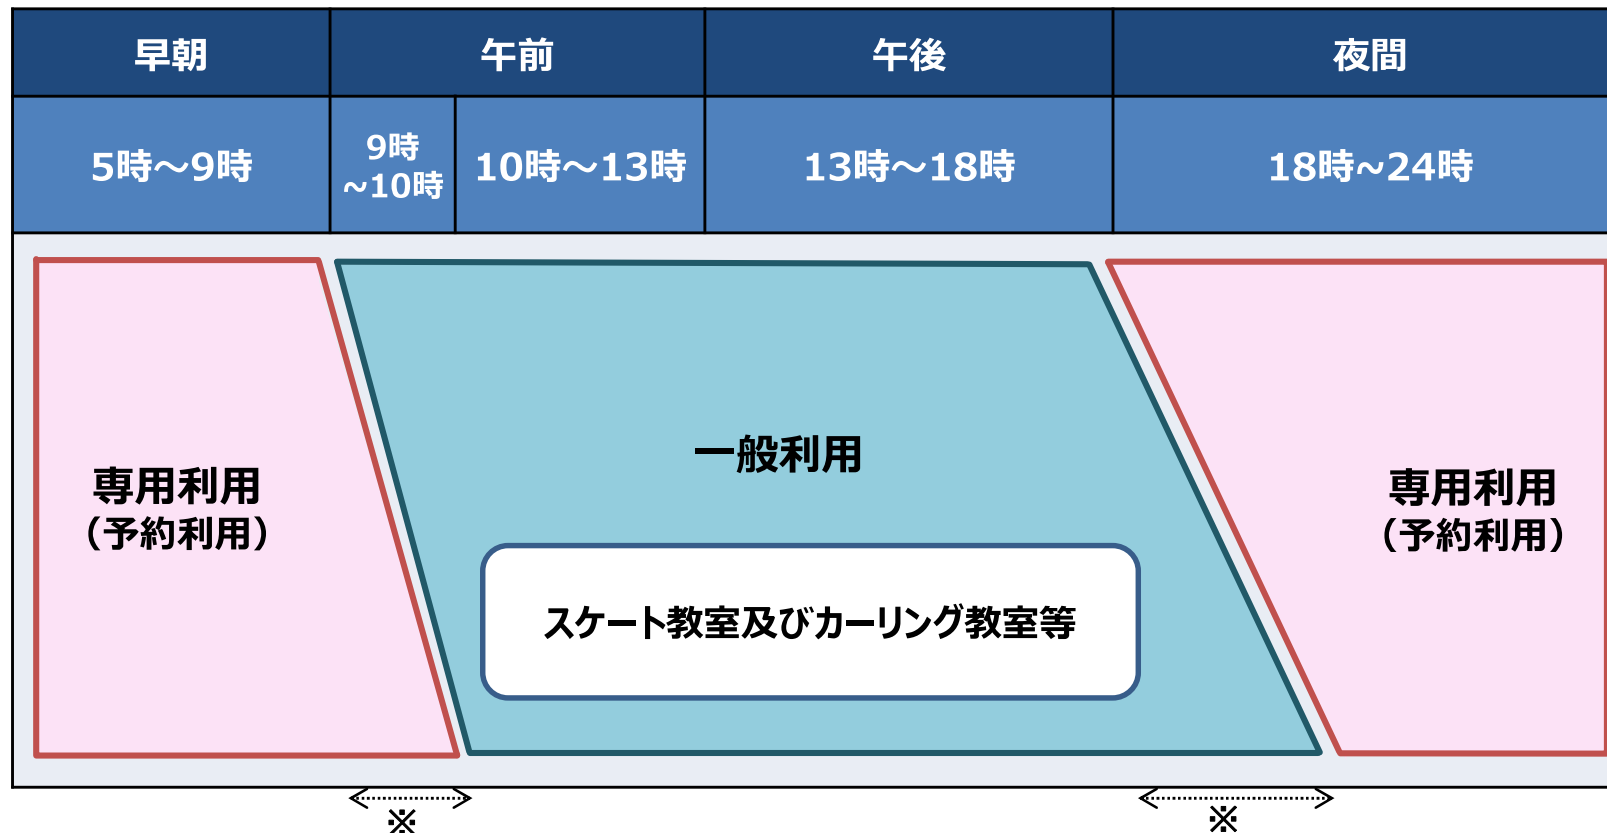 早朝
午前
午後
夜間
5時～9時
9時
~10時
10時～13時
13時～18時
18時~24時
専用利用
（予約利用）
一般利用
スケート教室及びカーリング教室等
専用利用
（予約利用）
※
※